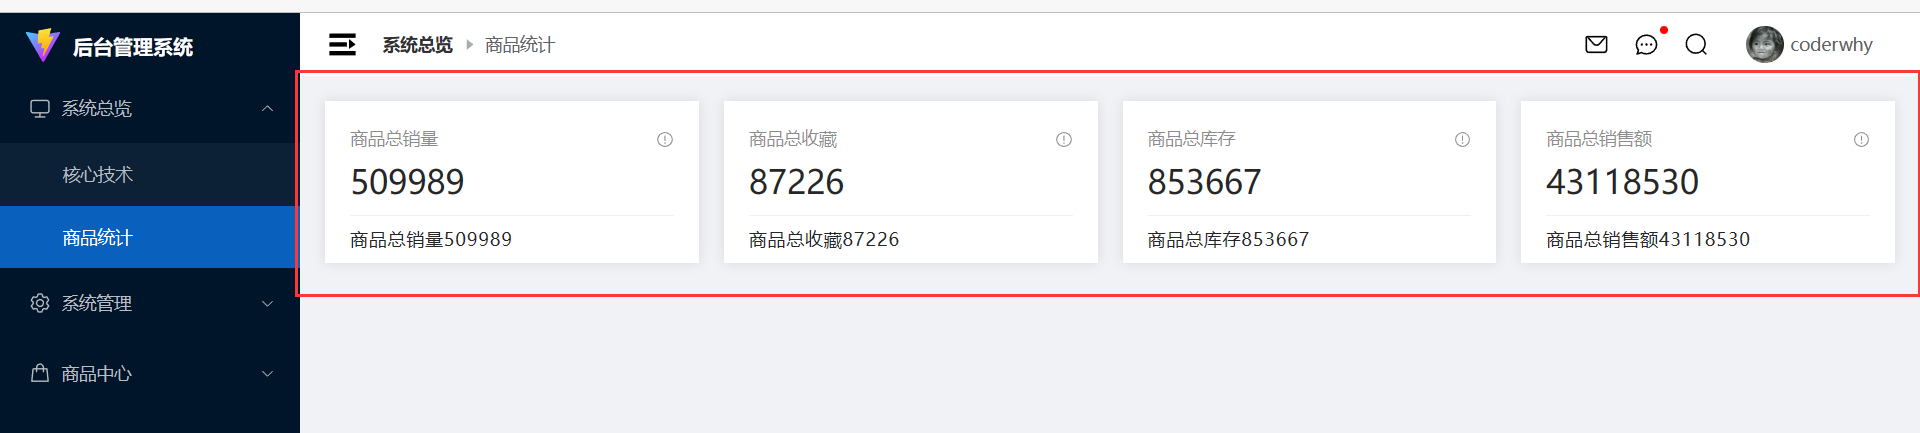 后台管理系统
系统总览
核心技术
商品统计
系统管理
商品中心
系统总览 商品统计
coderwhy
商品总销量
509989
商品总销量509989
商品总收藏
87226
商品总收藏87226
商品总库存
853667
商品总库存853667
商品总销售额
43118530
商品总销售额43118530